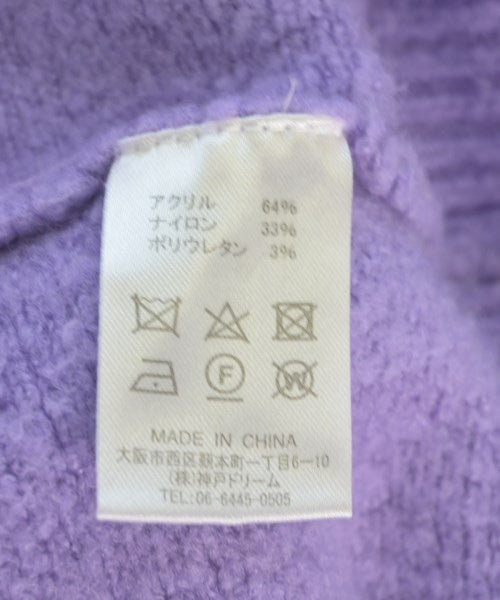 アクリル 64%
ナイロン 33%
ポリウレタン 3%
F
W
MADE IN CHINA
大阪市西区靱本町一丁目6-10
(株)神戸ドリーム
TEL:06-6445-0505